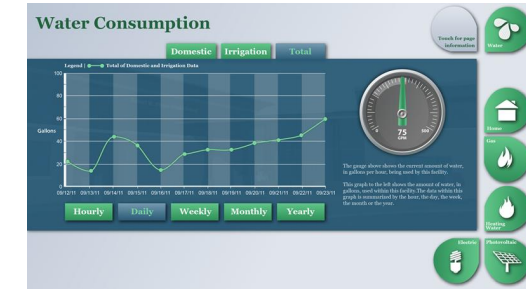 Water Consumption
Touch for page
information
Water
Domestic
Irrigation
Total
Legend | Total of Domestic and Irrigation Data
100
80
60
40
20
0
Gallons
09/12/11 09/13/11 09/14/11 09/15/11 09/16/11 09/17/11 09/18/11 09/19/11 09/20/11 09/21/11 09/22/11 09/23/11
Hourly
Daily
Weekly
Monthly
Yearly
75
GPM
The gauge above shows the current amount of water,
in gallons per hour, being used by this facility.
This graph to the left shows the amount of water, in
gallons, used within this facility.The data within this
graph is summarized by the hour, the day, the week,
the month or the year.
Home
Gas
Heating
Water
Electric
Photovoltaic